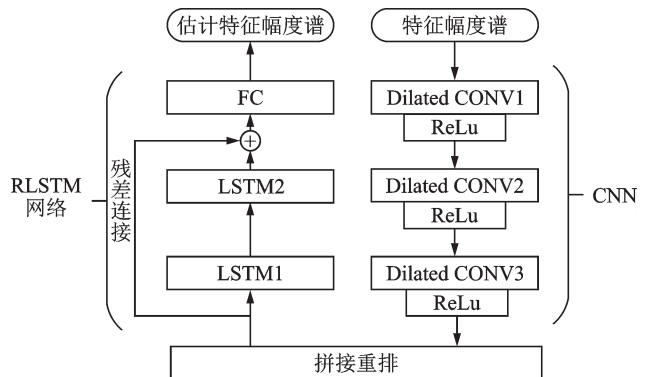 估计特征幅度谱
特征幅度谱
FC
Dilated CONV1
ReLu
+
残差连接
RLSTM
网络
LSTM2
Dilated CONV2
ReLu
CNN
LSTM1
Dilated CONV3
ReLu
拼接重排